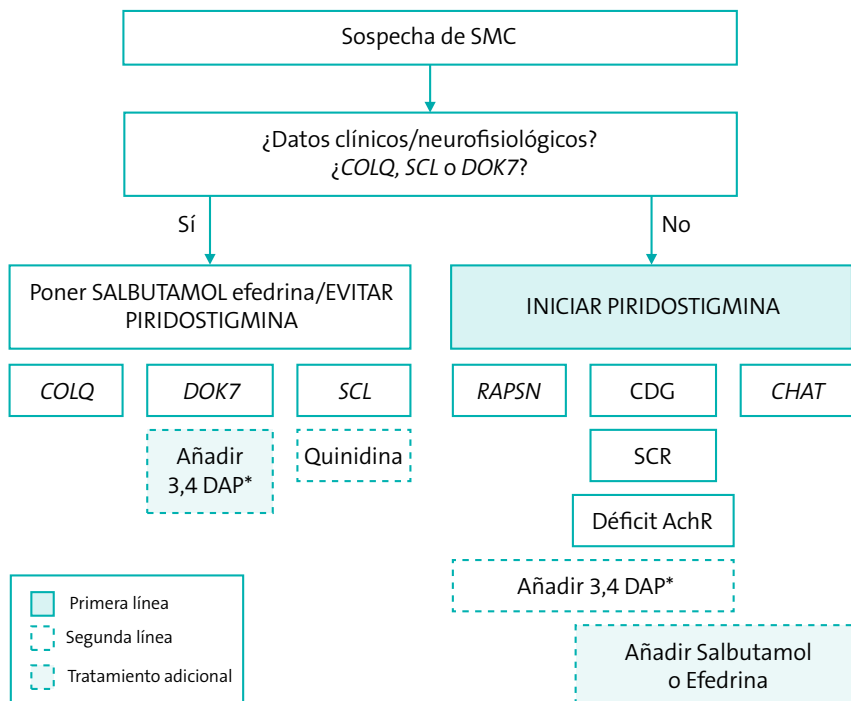 Sospecha de SMC
¿Datos clínicos/neurofisiológicos?
¿COLQ, SCL o DOK7?
Sí
No
Poner SALBUTAMOL efedrina/EVITAR
PIRIDOSTIGMINA
INICIAR PIRIDOSTIGMINA
COLQ
DOK7
SCL
RAPSN
CDG
CHAT
Añadir
3,4 DAP*
Quinidina
SCR
Déficit AchR
Añadir 3,4 DAP*
Añadir Salbutamol
o Efedrina
Primera línea
Segunda línea
Tratamiento adicional